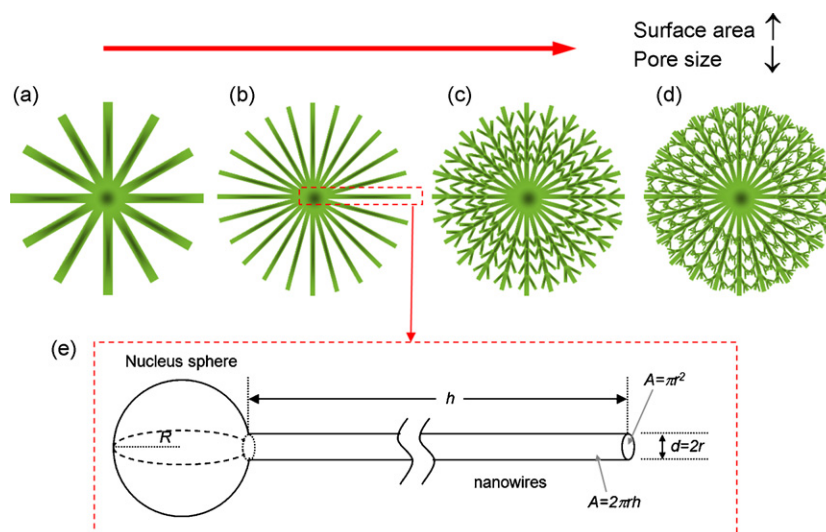 Surface area ↑
Pore size ↓
(a) (b) (c) (d)
(e)
Nucleus sphere
R
h
A=πr²
d=2r
A=2πrh
nanowires